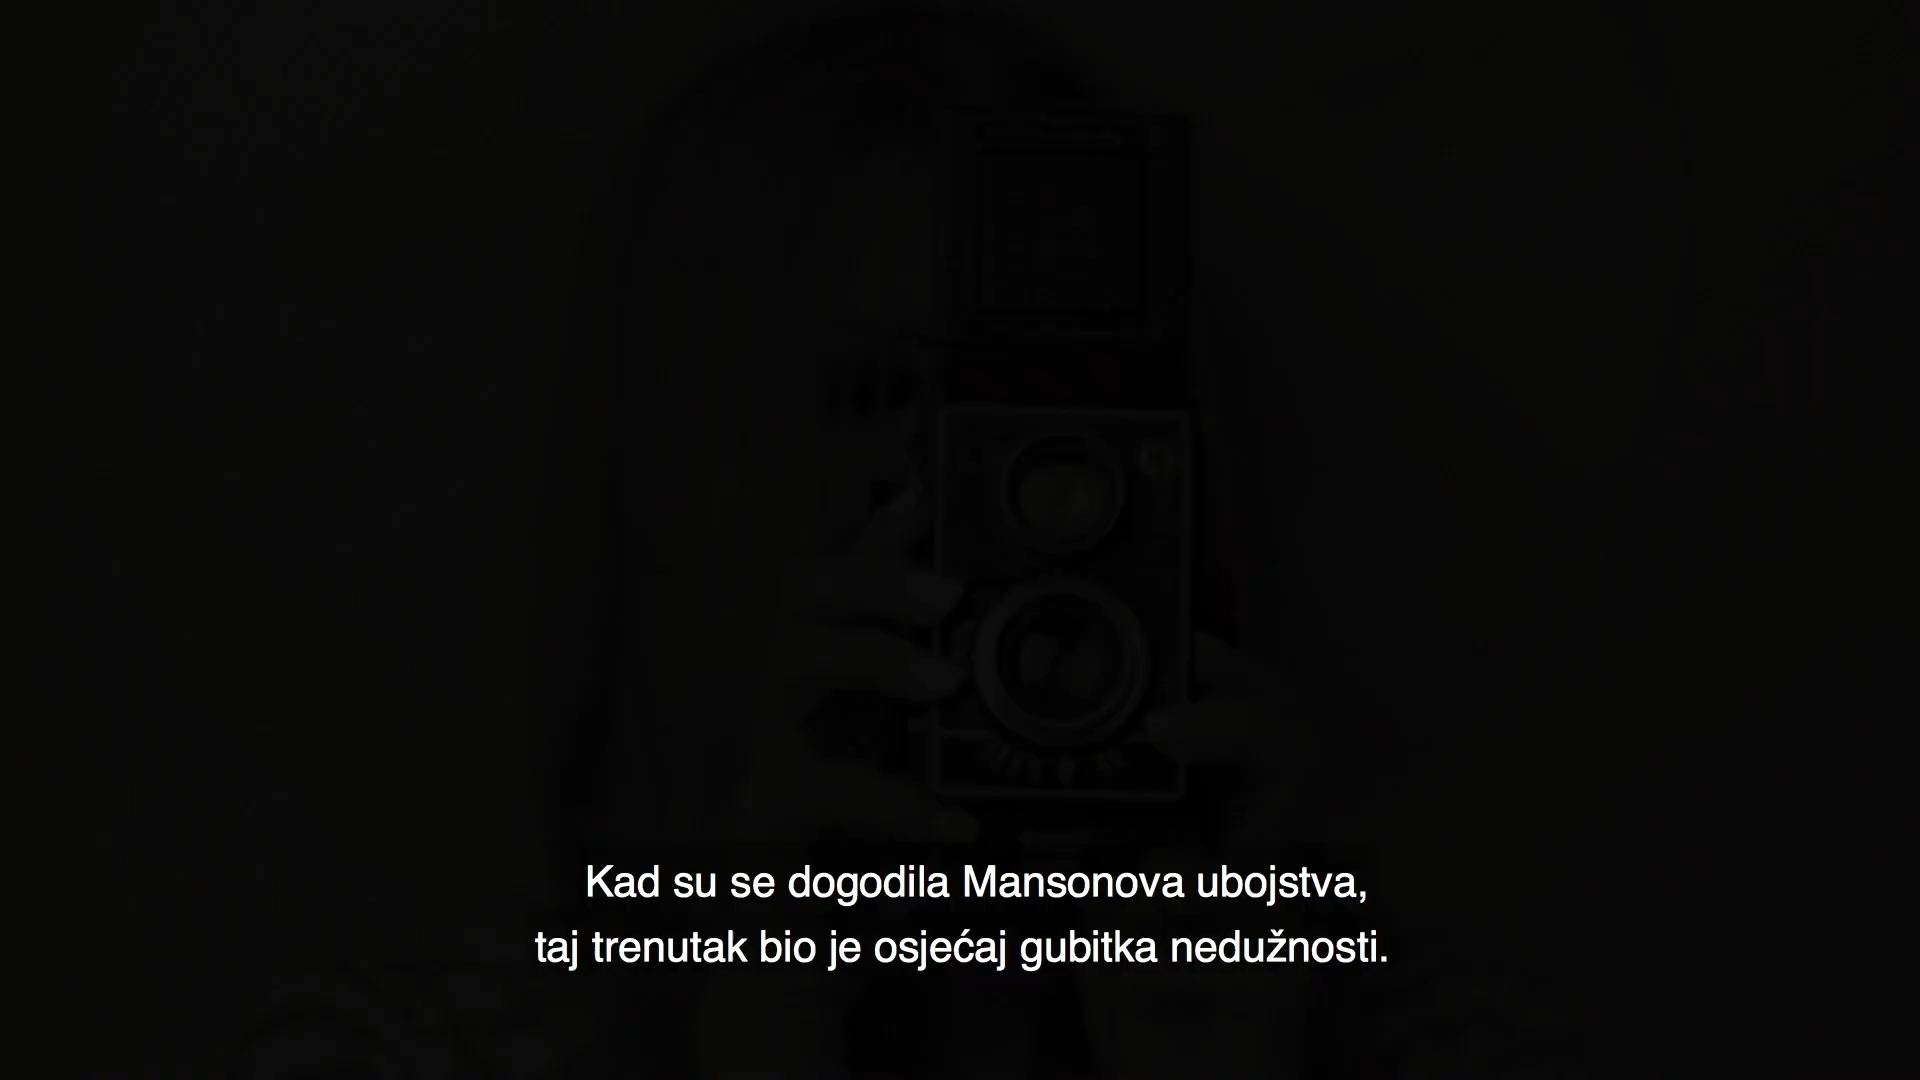 Kad su se dogodila Mansonova ubojstva,
taj trenutak bio je osjećaj gubitka nedužnosti.